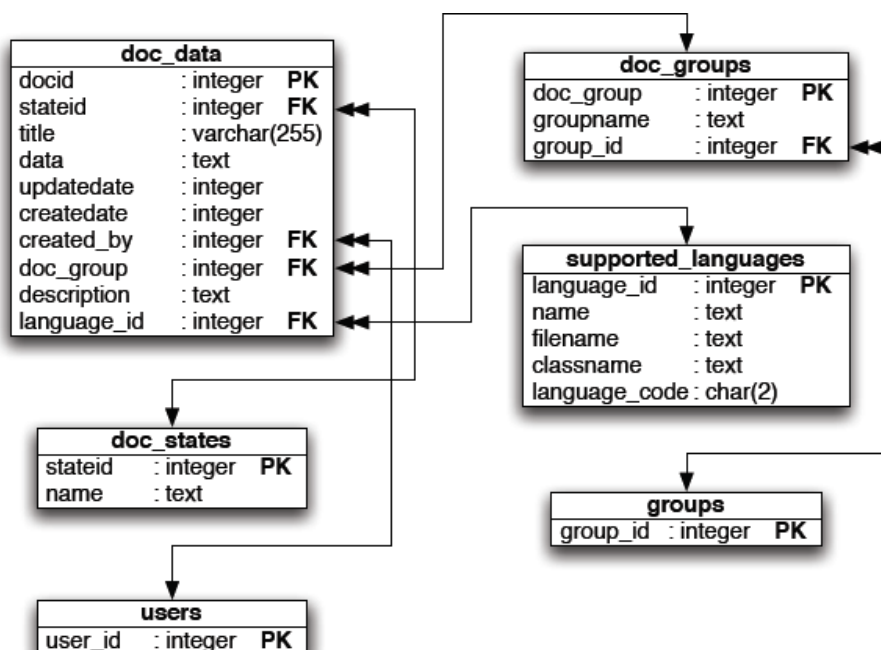 doc_data
docid : integer PK
stateid : integer FK
title : varchar(255)
data : text
updatedate : integer
createdate : integer
created_by : integer FK
doc_group : integer FK
description : text
language_id : integer FK
doc_groups
doc_group : integer PK
groupname : text
group_id : integer FK
supported_languages
language_id : integer PK
name : text
filename : text
classname : text
language_code : char(2)
doc_states
stateid : integer PK
name : text
groups
group_id : integer PK
users
user_id : integer PK